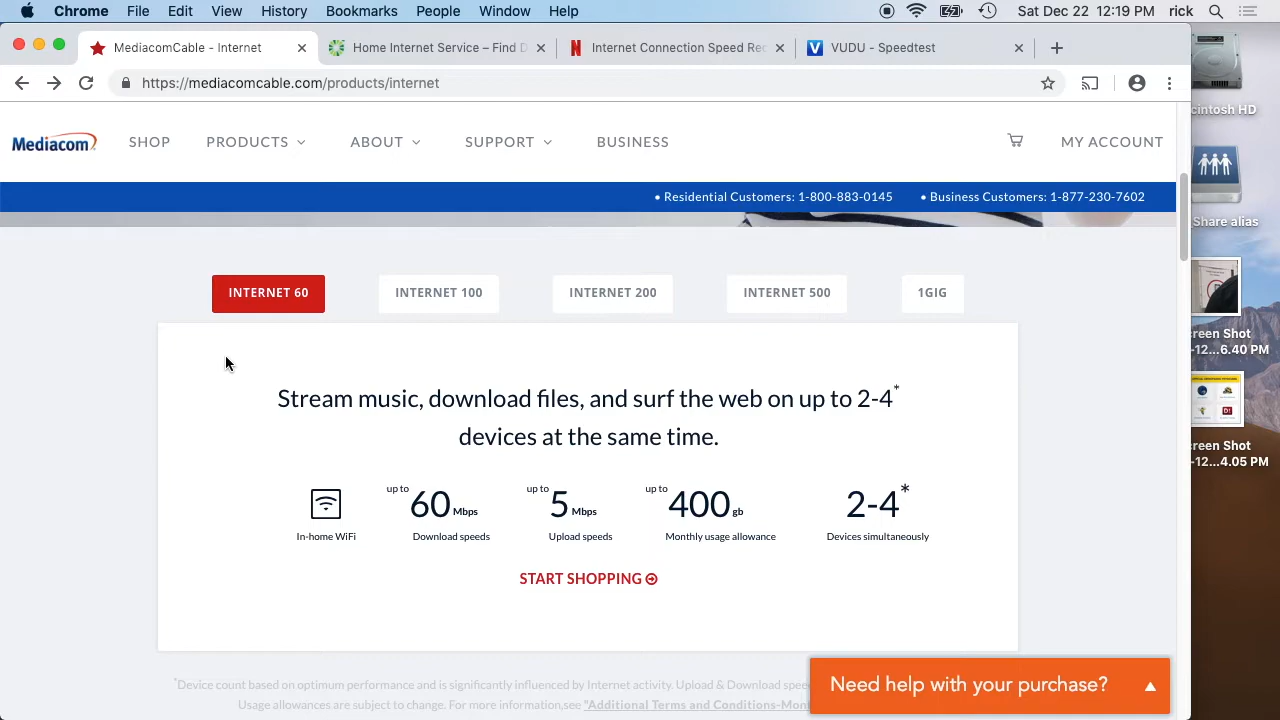 Chrome File Edit View History Bookmarks People Window Help Sat Dec 22 12:19 PM rick
MediacomCable - Internet Home Internet Service – Internet Connection Speed VUDU - Speedtest
https://mediacomcable.com/products/internet
Mediacom SHOP PRODUCTS ABOUT SUPPORT BUSINESS MY ACCOUNT
• Residential Customers: 1-800-883-0145 • Business Customers: 1-877-230-7602
INTERNET 60 INTERNET 100 INTERNET 200 INTERNET 500 1GIG
Stream music, download files, and surf the web on up to 2-4*
devices at the same time.
up to 60 Mbps up to 5 Mbps up to 400 gb 2-4*
In-home WiFi Download speeds Upload speeds Monthly usage allowance Devices simultaneously
START SHOPPING
*Device count based on optimum performance and is significantly influenced by Internet activity. Upload & Download
Usage allowances are subject to change. For more information,see "Additional Terms and Conditions-
Need help with your purchase?
HD
Share alias
Shot
-12...6.40 PM
Shot
-12...4.05 PM